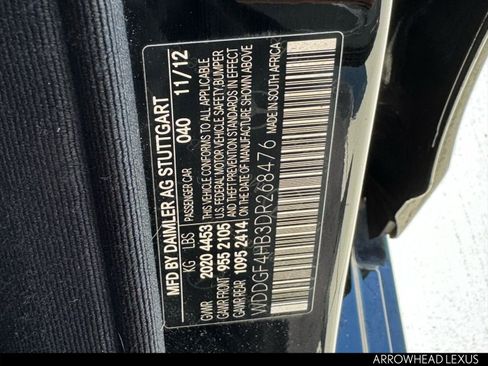 MFD BY DAIMLER AG STUTTGART
PASSENGER CAR 040 11/12
KG LBS
GVWR 2020 4453
GAWR FRONT 955 2105
GAWR REAR 1095 2414
THIS VEHICLE CONFORMS TO ALL APPLICABLE
U.S. FEDERAL MOTOR VEHICLE SAFETY, BUMPER
AND THEFT PREVENTION STANDARDS IN EFFECT
ON THE DATE OF MANUFACTURE SHOWN ABOVE
WDDGF4HB3DR268476
MADE IN SOUTH AFRICA
ARROWHEAD LEXUS